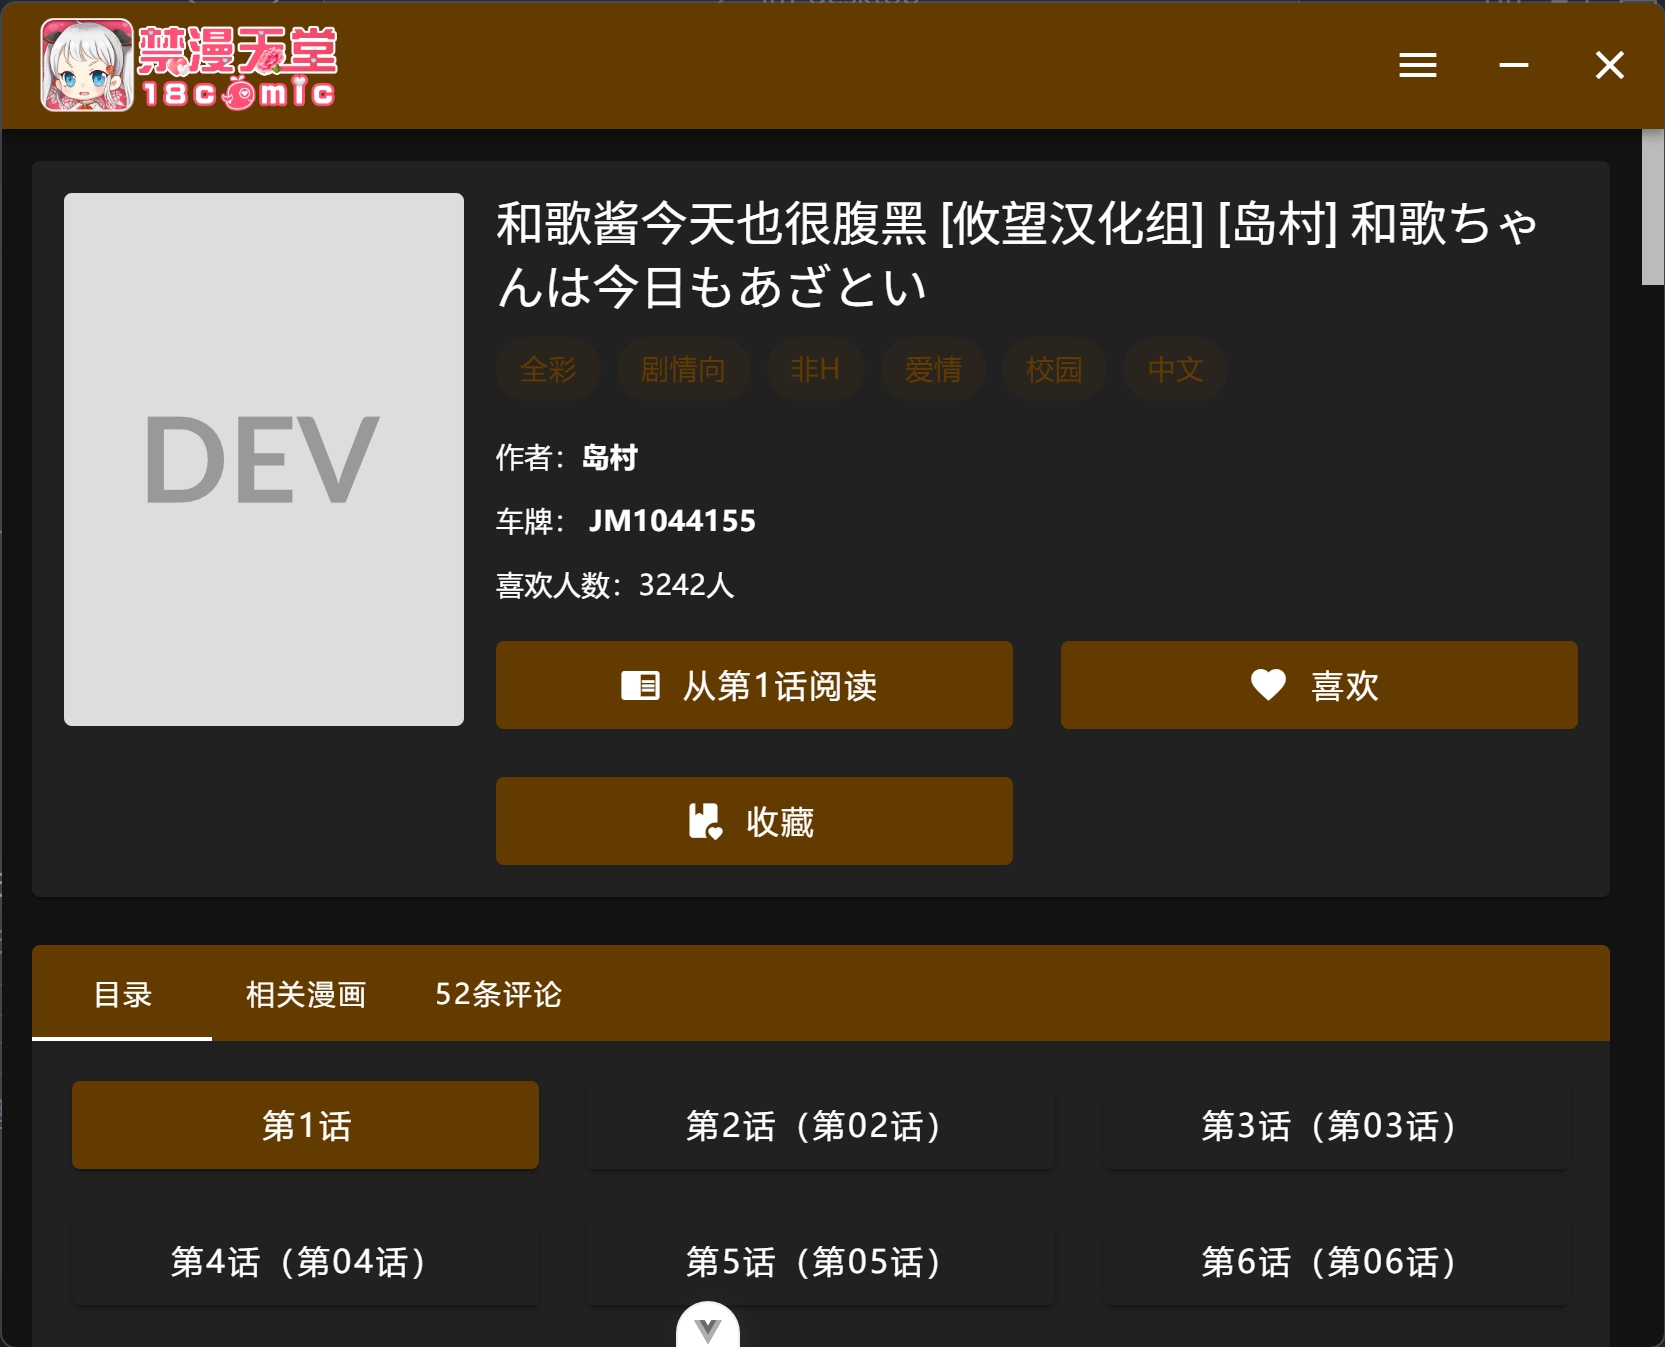 禁漫天堂
18comic
DEV
和歌酱今天也很腹黑 [攸望汉化组] [岛村] 和歌ちゃ
んは今日もあざとい
全彩 剧情向 非H 爱情 校园 中文
作者：岛村
车牌： JM1044155
喜欢人数：3242人
从第1话阅读
喜欢
收藏
目录 相关漫画 52条评论
第1话 第2话（第02话） 第3话（第03话）
第4话（第04话） 第5话（第05话） 第6话（第06话）